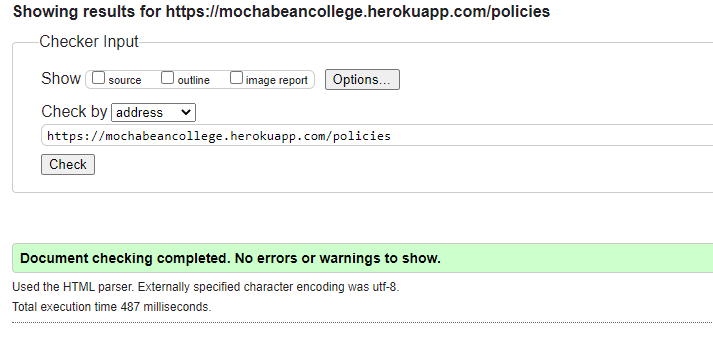 Showing results for https://mochabeancollege.herokuapp.com/policies
Checker Input
Show source outline image report Options...
Check by address
https://mochabeancollege.herokuapp.com/policies
Check
Document checking completed. No errors or warnings to show.
Used the HTML parser. Externally specified character encoding was utf-8.
Total execution time 487 milliseconds.